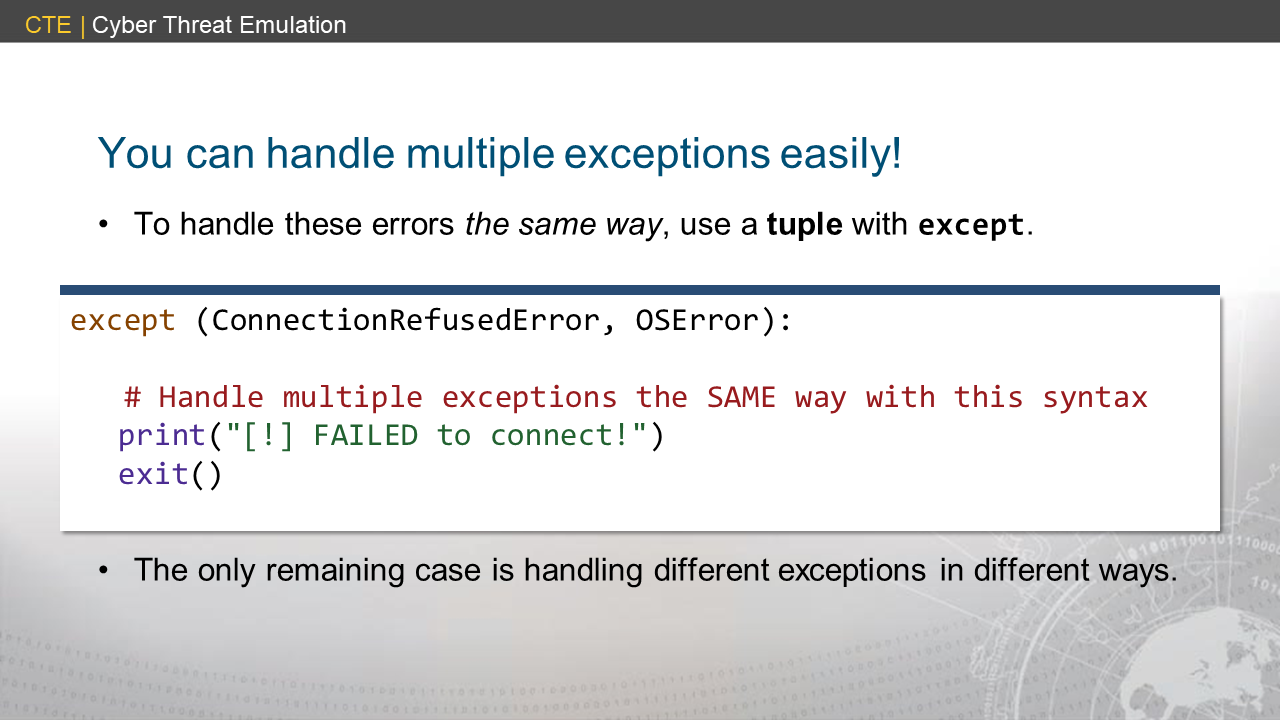 CTE | Cyber Threat Emulation
You can handle multiple exceptions easily!
• To handle these errors the same way, use a tuple with except.
except (ConnectionRefusedError, OSError):
# Handle multiple exceptions the SAME way with this syntax
print("[!] FAILED to connect!")
exit()
• The only remaining case is handling different exceptions in different ways.